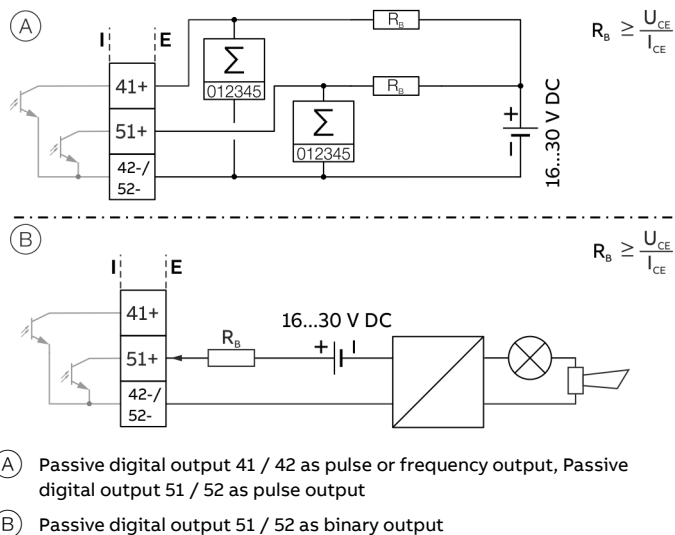 A
I E
R_B
R_B ≥ U_CE / I_CE
Σ
012345
41+
R_B
Σ
012345
51+
+ −
16...30 V DC
42-/
52-
B
R_B ≥ U_CE / I_CE
I E
41+
16...30 V DC
R_B
+ −
51+
42-/
52-
A Passive digital output 41 / 42 as pulse or frequency output, Passive
digital output 51 / 52 as pulse output
B Passive digital output 51 / 52 as binary output